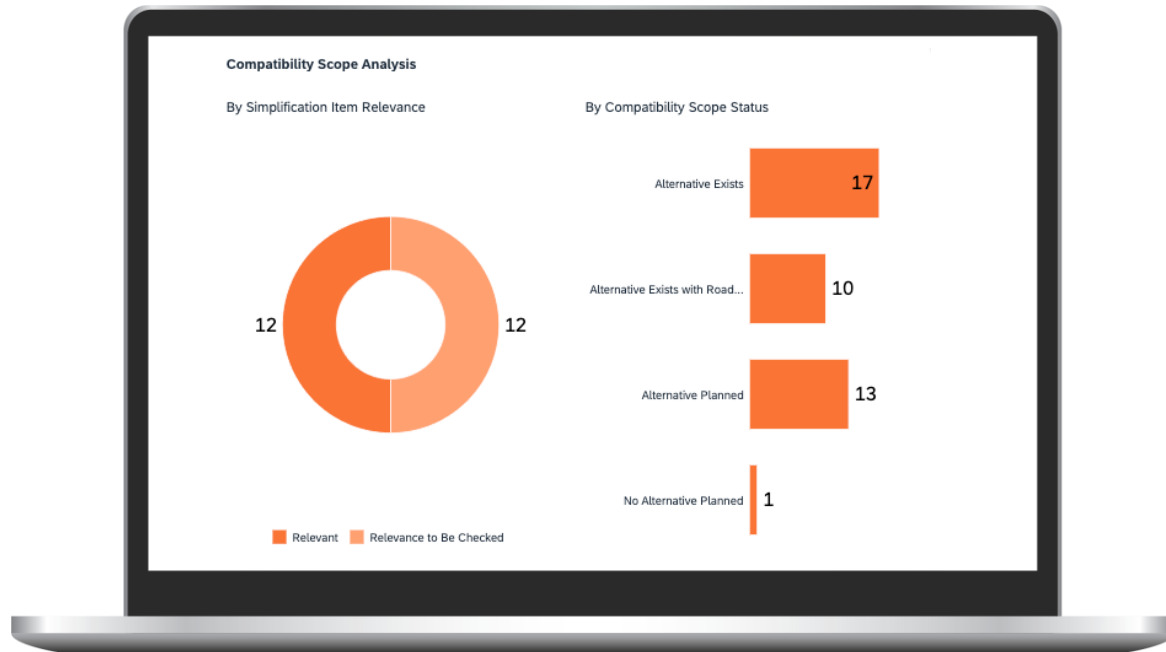 Compatibility Scope Analysis
By Simplification Item Relevance
12
12
Relevant
Relevance to Be Checked
By Compatibility Scope Status
Alternative Exists
17
Alternative Exists with Road...
10
Alternative Planned
13
No Alternative Planned
1